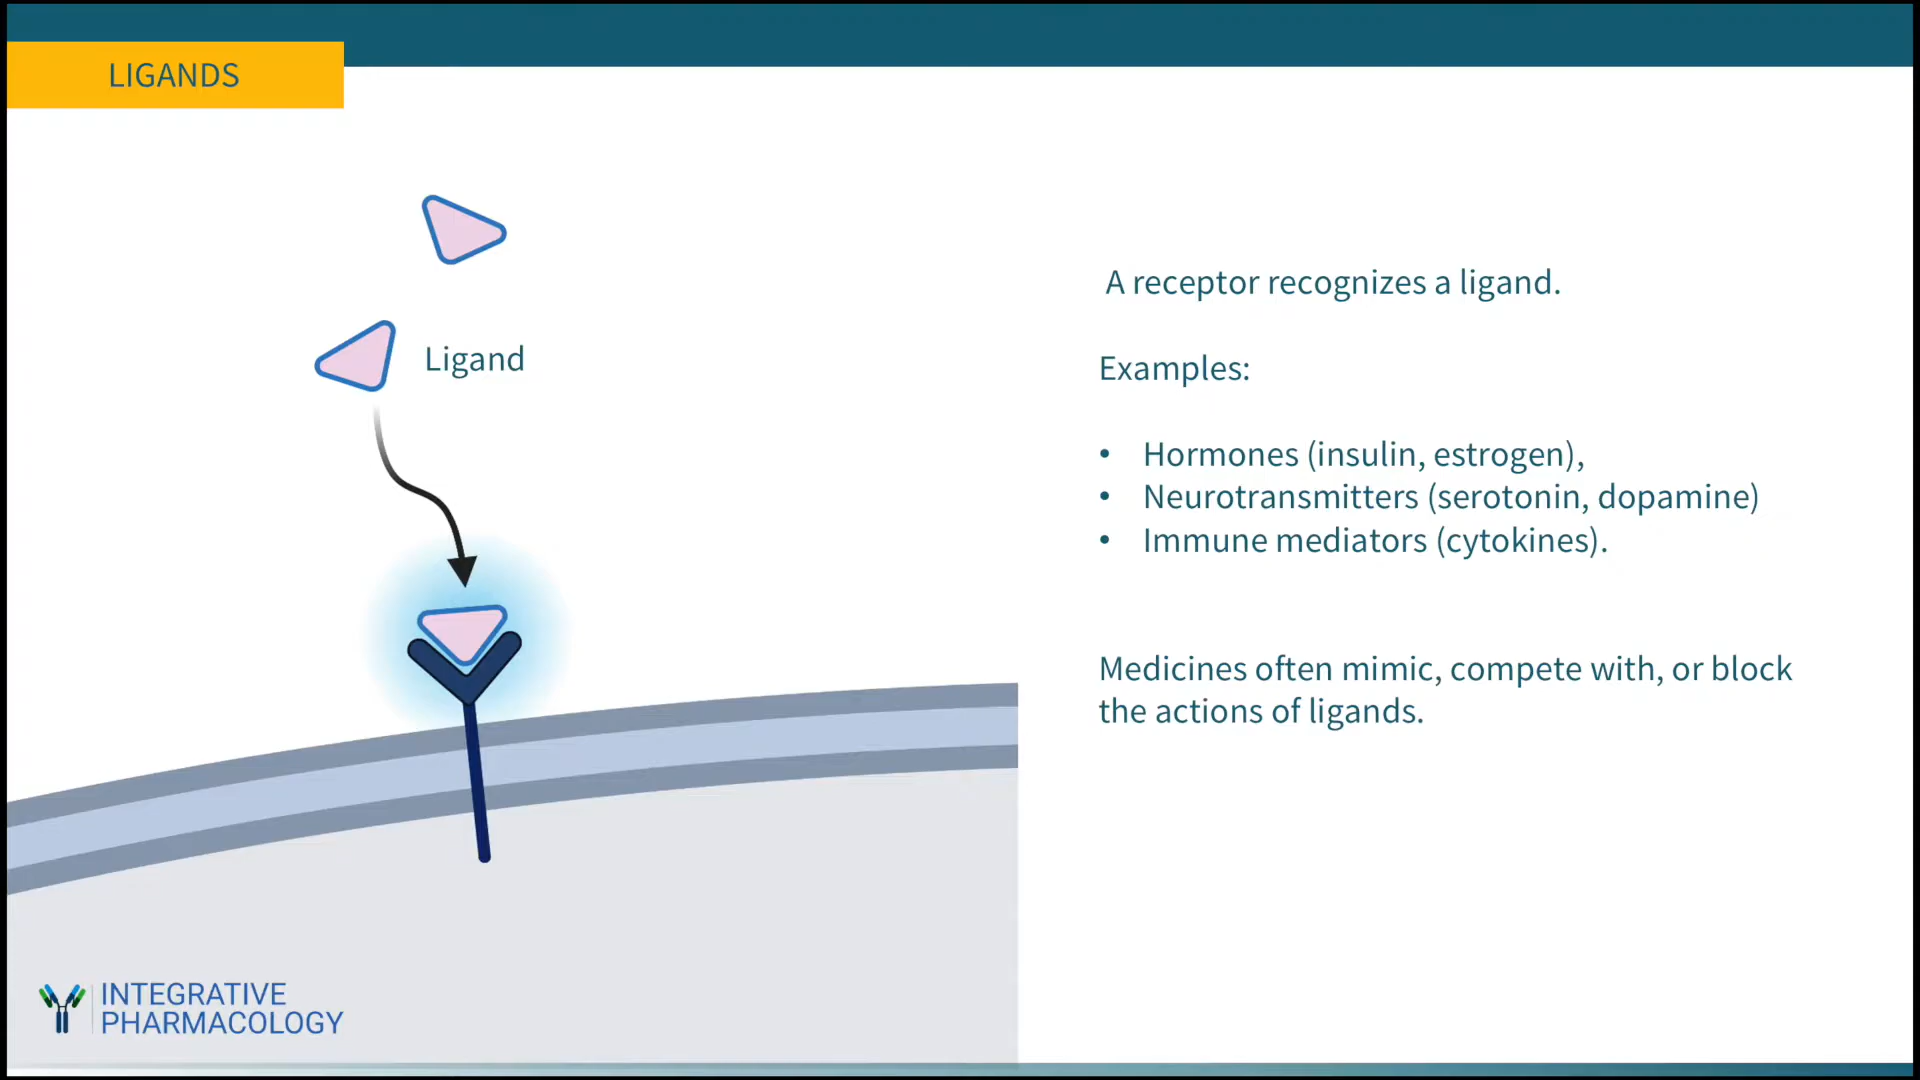 LIGANDS
Ligand
A receptor recognizes a ligand.
Examples:
• Hormones (insulin, estrogen),
• Neurotransmitters (serotonin, dopamine)
• Immune mediators (cytokines).
Medicines often mimic, compete with, or block
the actions of ligands.
INTEGRATIVE
PHARMACOLOGY